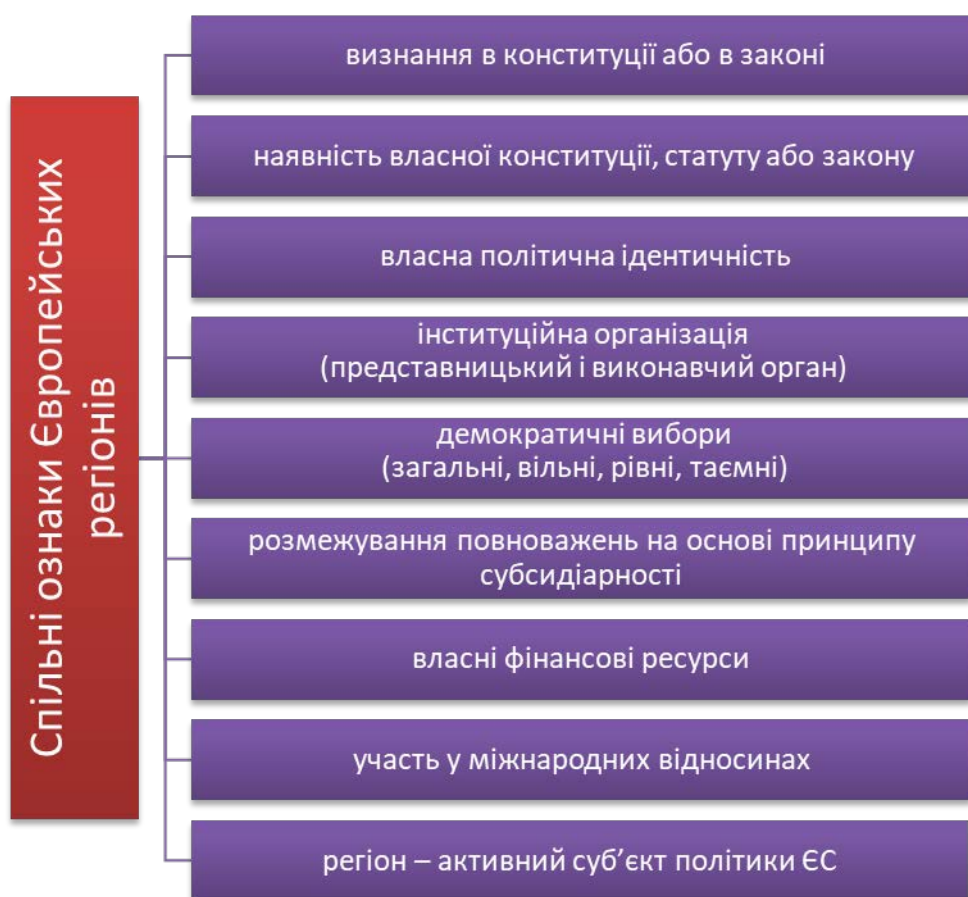 Спільні ознаки Європейських
регіонів
визнання в конституції або в законі
наявність власної конституції, статуту або закону
власна політична ідентичність
інституційна організація
(представницький і виконавчий орган)
демократичні вибори
(загальні, вільні, рівні, таємні)
розмежування повноважень на основі принципу
субсидіарності
власні фінансові ресурси
участь у міжнародних відносинах
регіон – активний суб’єкт політики ЄС